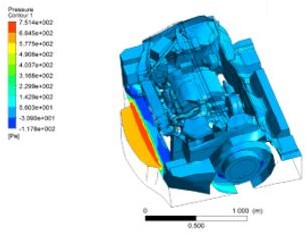 Pressure
Contour 1
7.514e+002
6.645e+002
5.775e+002
4.906e+002
4.037e+002
3.168e+002
2.299e+002
1.429e+002
5.603e+001
-3.090e+001
-1.178e+002
[Pa]
0
1.000 (m)
0.500